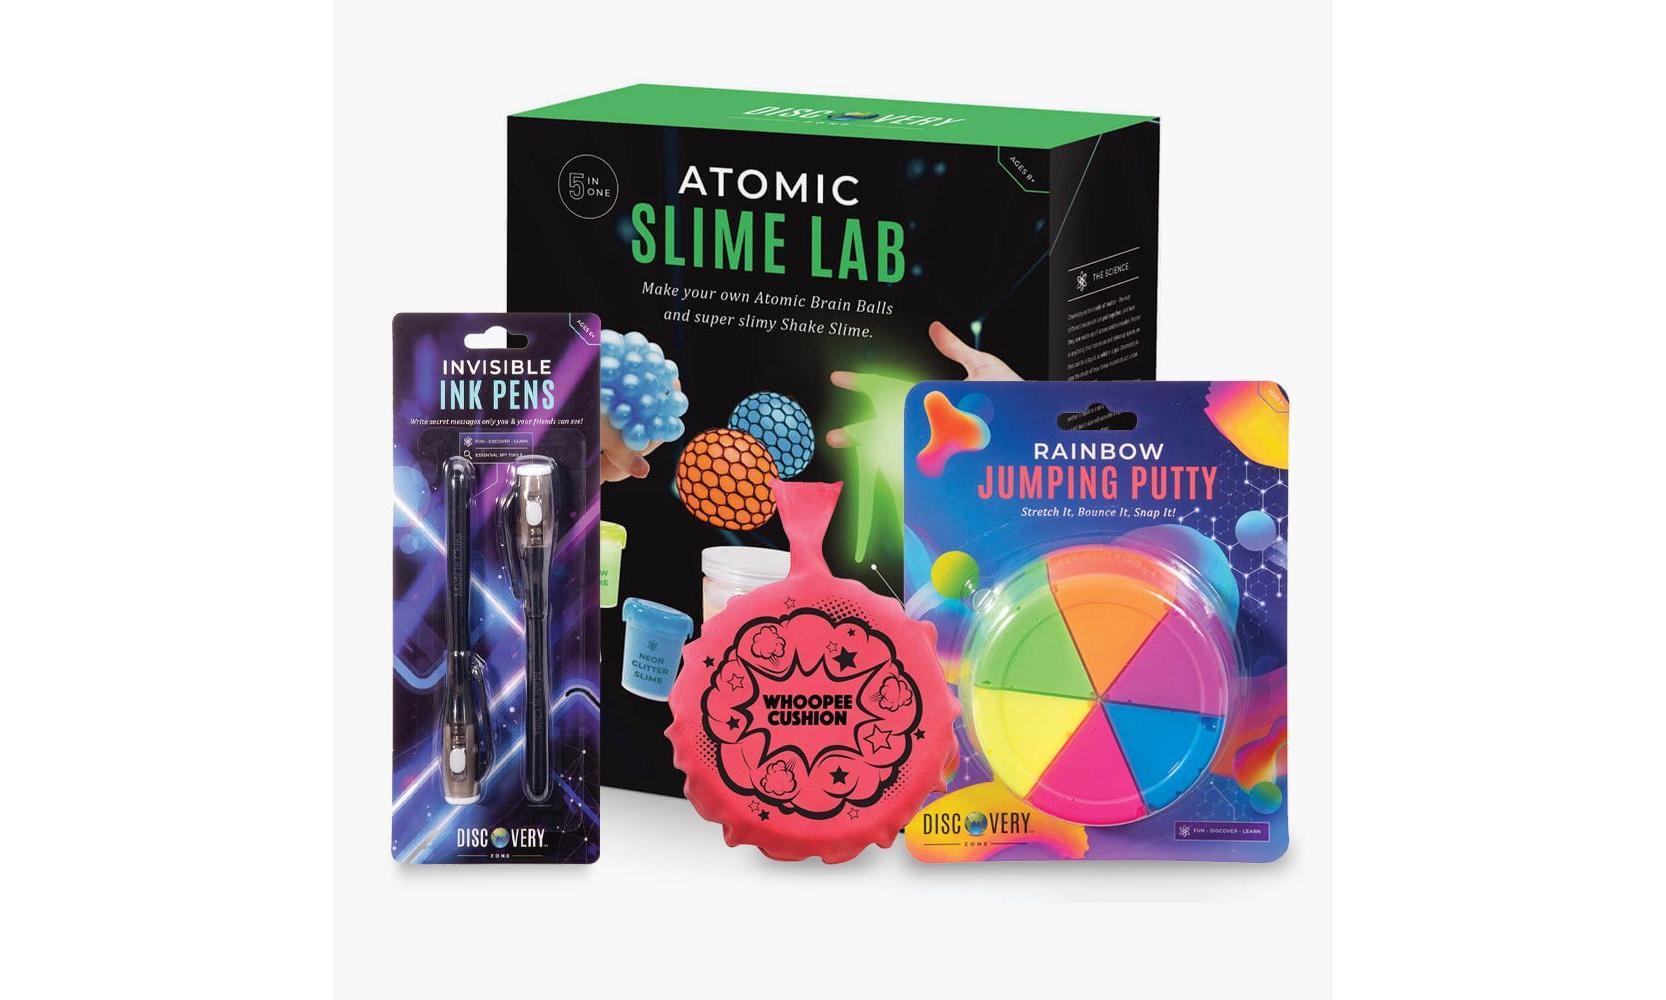 DISCOVERY
ZONE
5 IN
ONE
AGES 8+
ATOMIC
SLIME LAB
Make your own Atomic Brain Balls
and super slimy Shake Slime.
THE SCIENCE
NEON
GLITTER
SLIME
AGES 6+
INVISIBLE
INK PENS
Write secret messages only you & your friends can see!
FUN • DISCOVER • LEARN
ESSENTIAL SPY TOOLS
Made in China
DISCOVERY
ZONE
WHOOPEE
CUSHION
RAINBOW
JUMPING PUTTY
Stretch It, Bounce It, Snap It!
DISCOVERY
ZONE
FUN • DISCOVER • LEARN